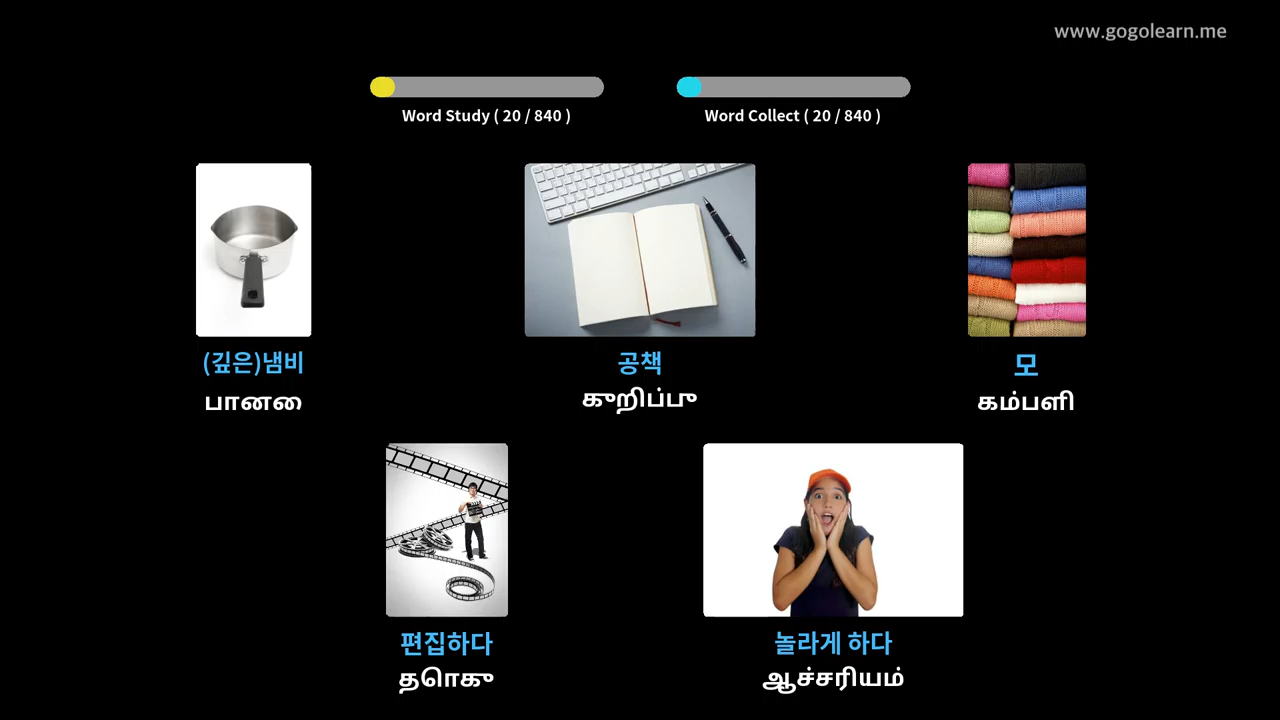 www.gogolearn.me
Word Study ( 20 / 840 )
Word Collect ( 20 / 840 )
(깊은)냄비
공책
모
பானை
குறிப்பு
கம்பளி
편집하다
놀라게 하다
தொகு
ஆச்சரியம்